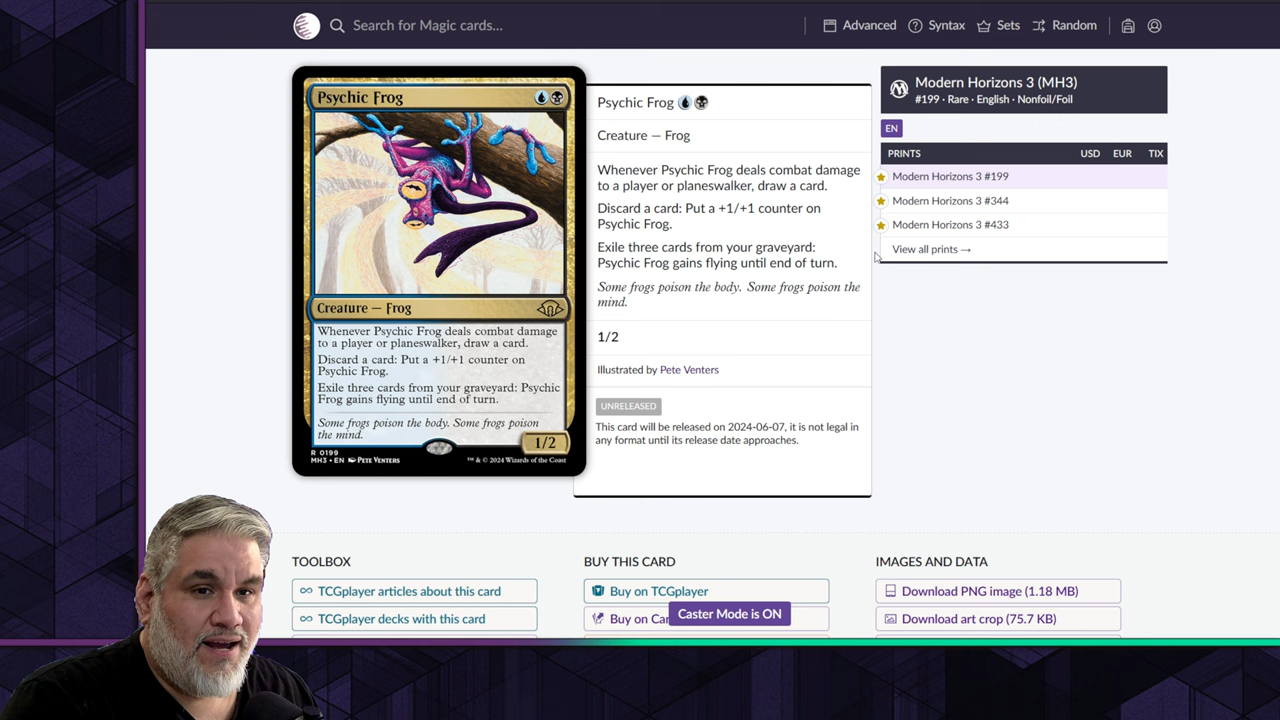 Search for Magic cards...
Advanced
Syntax
Sets
Random
Psychic Frog
Creature — Frog
Whenever Psychic Frog deals combat damage
to a player or planeswalker, draw a card.
Discard a card: Put a +1/+1 counter on
Psychic Frog.
Exile three cards from your graveyard: Psychic
Frog gains flying until end of turn.
Some frogs poison the body. Some frogs poison
the mind.
1/2
R 0199
MH3 • EN PETE VENTERS
™ & © 2024 Wizards of the Coast
Psychic Frog
Creature — Frog
Whenever Psychic Frog deals combat damage
to a player or planeswalker, draw a card.
Discard a card: Put a +1/+1 counter on
Psychic Frog.
Exile three cards from your graveyard:
Psychic Frog gains flying until end of turn.
Some frogs poison the body. Some frogs poison the
mind.
1/2
Illustrated by Pete Venters
UNRELEASED
This card will be released on 2024-06-07, it is not legal in
any format until its release date approaches.
Modern Horizons 3 (MH3)
#199 · Rare · English · Nonfoil/Foil
EN
PRINTS USD EUR TIX
Modern Horizons 3 #199
Modern Horizons 3 #344
Modern Horizons 3 #433
View all prints →
TOOLBOX
TCGplayer articles about this card
TCGplayer decks with this card
BUY THIS CARD
Buy on TCGplayer
Buy on
Caster Mode is ON
IMAGES AND DATA
Download PNG image (1.18 MB)
Download art crop (75.7 KB)